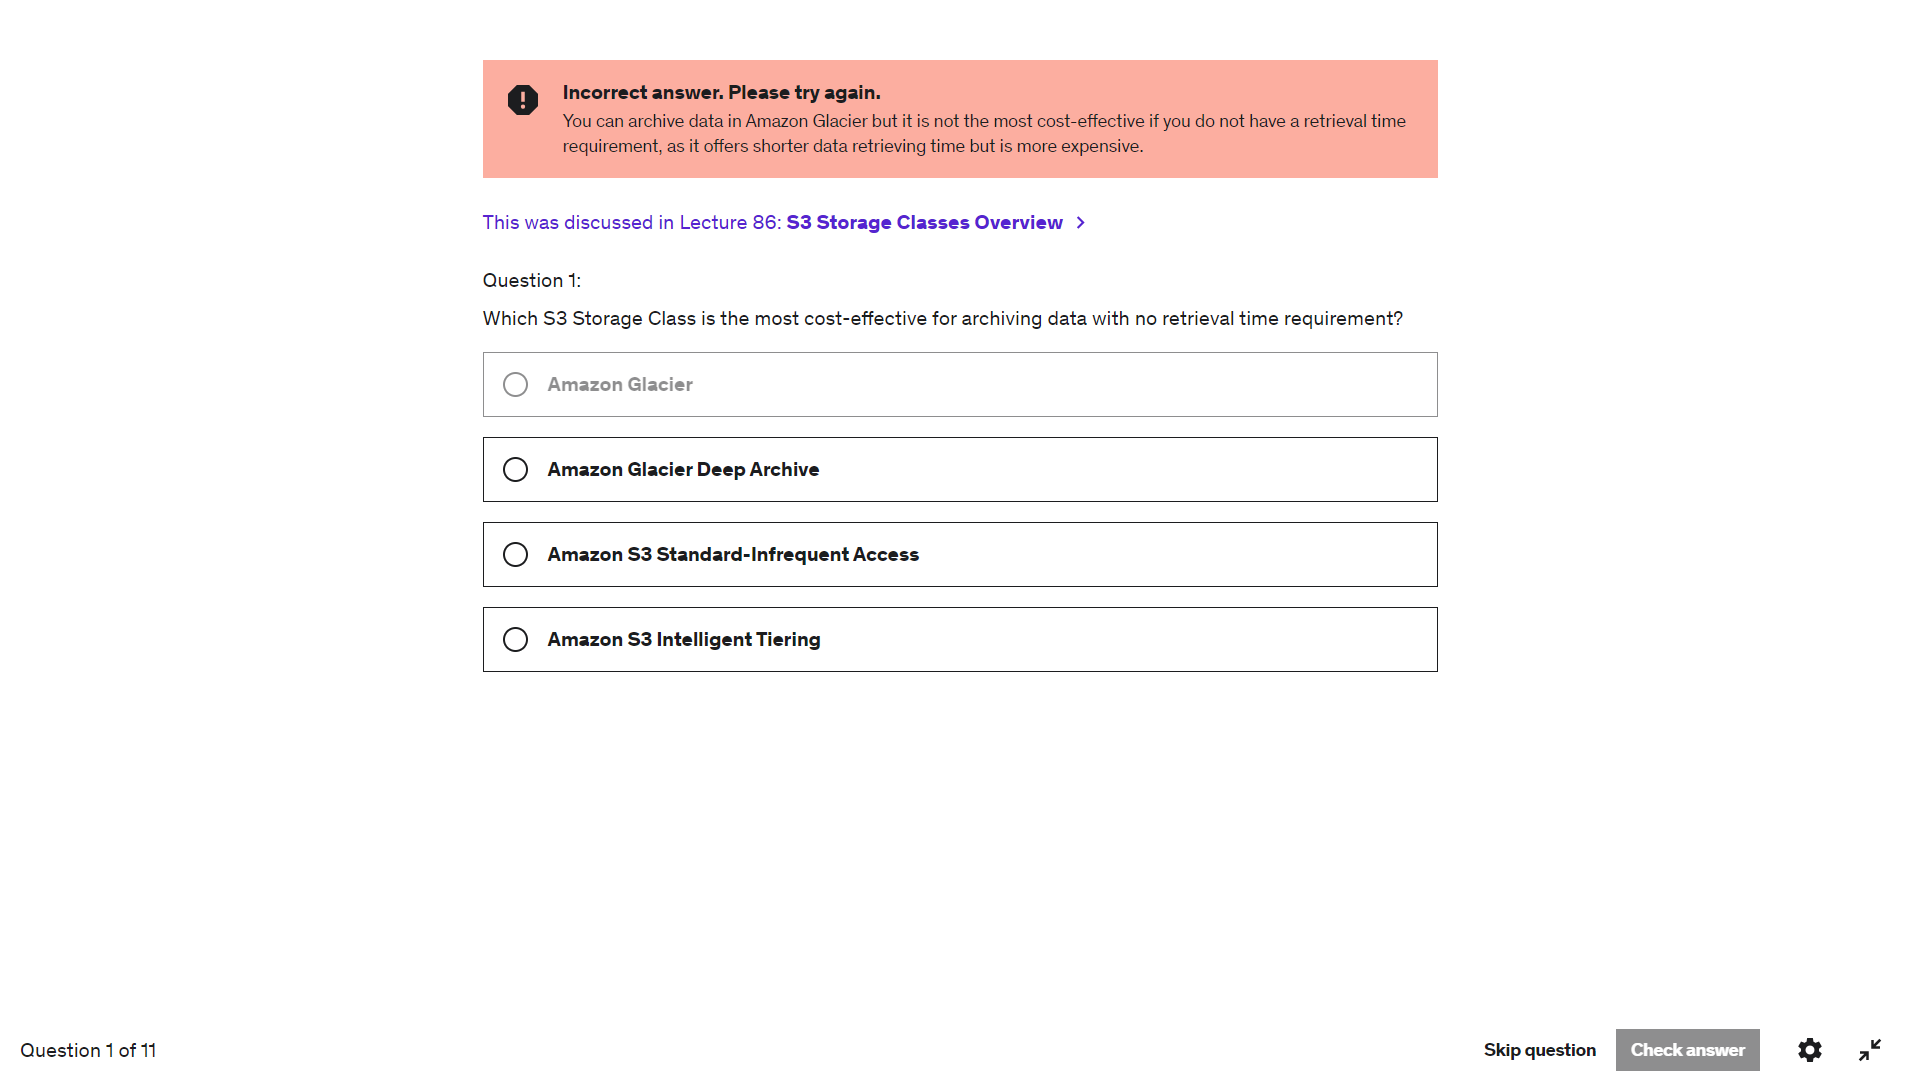 Incorrect answer. Please try again.
You can archive data in Amazon Glacier but it is not the most cost-effective if you do not have a retrieval time
requirement, as it offers shorter data retrieving time but is more expensive.
This was discussed in Lecture 86: S3 Storage Classes Overview
Question 1:
Which S3 Storage Class is the most cost-effective for archiving data with no retrieval time requirement?
Amazon Glacier
Amazon Glacier Deep Archive
Amazon S3 Standard-Infrequent Access
Amazon S3 Intelligent Tiering
Question 1 of 11
Skip question
Check answer